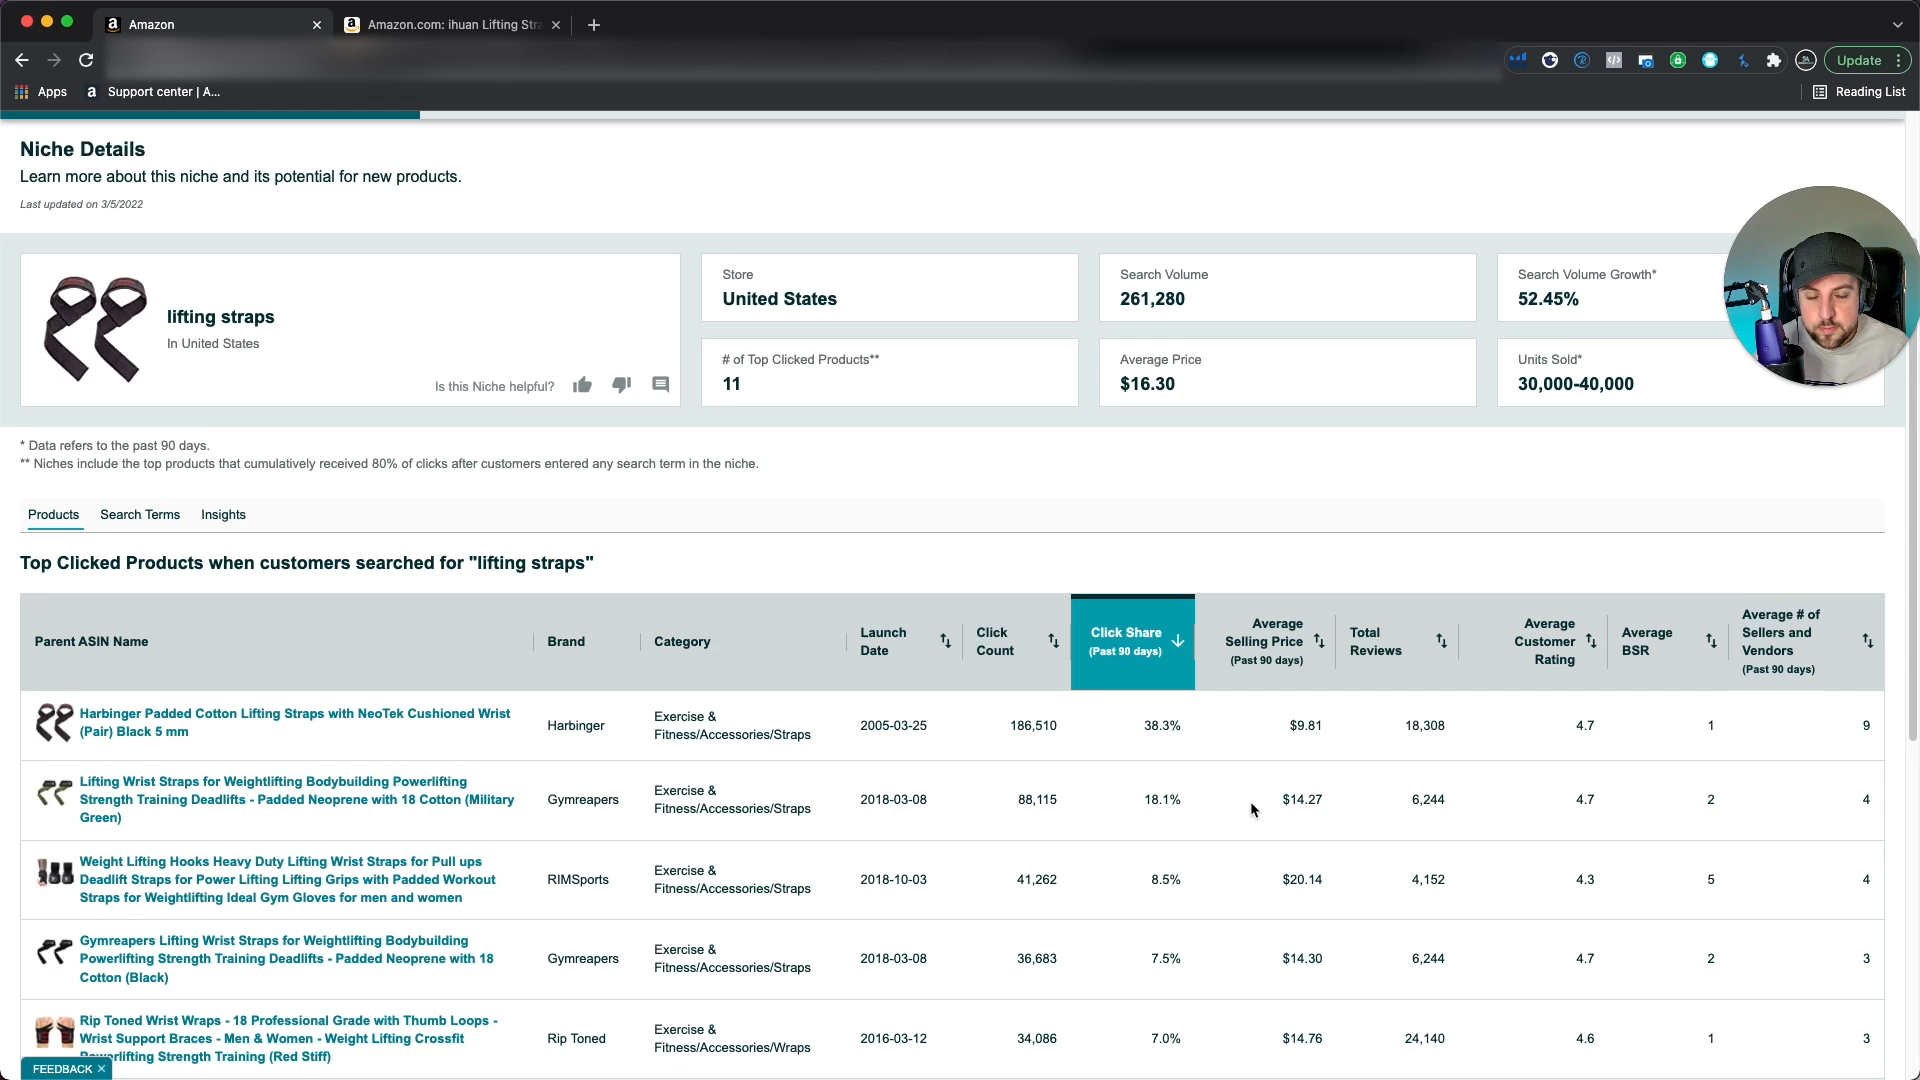 Amazon
Amazon.com: ihuan Lifting Stra
Update
Apps
Support center | A...
Reading List
Niche Details
Learn more about this niche and its potential for new products.
Last updated on 3/5/2022
lifting straps
In United States
Is this Niche helpful?
Store
United States
Search Volume
261,280
Search Volume Growth*
52.45%
# of Top Clicked Products**
11
Average Price
$16.30
Units Sold*
30,000-40,000
* Data refers to the past 90 days.
** Niches include the top products that cumulatively received 80% of clicks after customers entered any search term in the niche.
Products Search Terms Insights
Top Clicked Products when customers searched for "lifting straps"
Parent ASIN Name
Brand
Category
Launch
Date
Click
Count
Click Share
(Past 90 days)
Average
Selling Price
(Past 90 days)
Total
Reviews
Average
Customer
Rating
Average
BSR
Average # of
Sellers and
Vendors
(Past 90 days)
Harbinger Padded Cotton Lifting Straps with NeoTek Cushioned Wrist
(Pair) Black 5 mm
Harbinger
Exercise &
Fitness/Accessories/Straps
2005-03-25
186,510
38.3%
$9.81
18,308
4.7
1
9
Lifting Wrist Straps for Weightlifting Bodybuilding Powerlifting
Strength Training Deadlifts - Padded Neoprene with 18 Cotton (Military
Green)
Gymreapers
Exercise &
Fitness/Accessories/Straps
2018-03-08
88,115
18.1%
$14.27
6,244
4.7
2
4
Weight Lifting Hooks Heavy Duty Lifting Wrist Straps for Pull ups
Deadlift Straps for Power Lifting Lifting Grips with Padded Workout
Straps for Weightlifting Ideal Gym Gloves for men and women
RIMSports
Exercise &
Fitness/Accessories/Straps
2018-10-03
41,262
8.5%
$20.14
4,152
4.3
5
4
Gymreapers Lifting Wrist Straps for Weightlifting Bodybuilding
Powerlifting Strength Training Deadlifts - Padded Neoprene with 18
Cotton (Black)
Gymreapers
Exercise &
Fitness/Accessories/Straps
2018-03-08
36,683
7.5%
$14.30
6,244
4.7
2
3
Rip Toned Wrist Wraps - 18 Professional Grade with Thumb Loops -
Wrist Support Braces - Men & Women - Weight Lifting Crossfit
Powerlifting Strength Training (Red Stiff)
Rip Toned
Exercise &
Fitness/Accessories/Wraps
2016-03-12
34,086
7.0%
$14.76
24,140
4.6
1
3
FEEDBACK